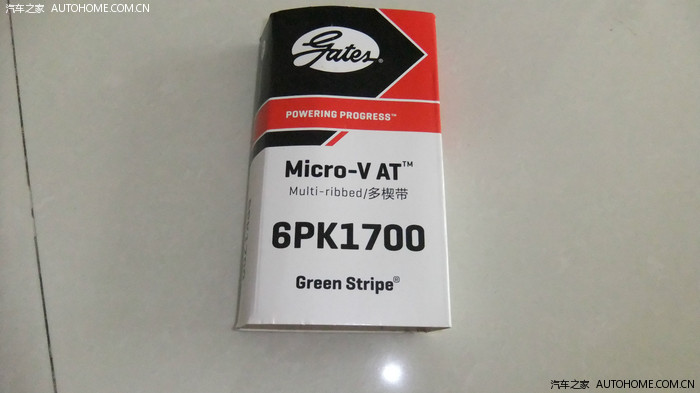 汽车之家 AUTOHOME.COM.CN
Gates®
POWERING PROGRESS™
Micro-V AT™
Multi-ribbed/多楔带
6PK1700
Green Stripe®
汽车之家 AUTOHOME.COM.CN